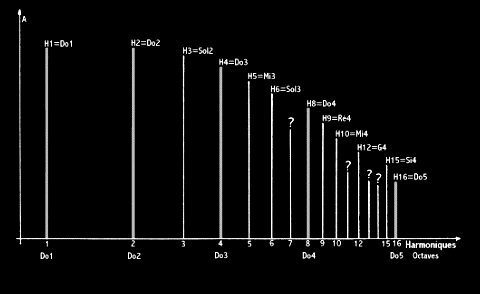 A
H1=Do1
H2=Do2
H3=Sol2
H4=Do3
H5=Mi3
H6=Sol3
?
H8=Do4
H9=Re4
H10=Mi4
?
H12=G4
?
?
H15=Si4
H16=Do5
1 2 3 4 5 6 7 8 9 10 12 15 16 Harmoniques
Do1 Do2 Do3 Do4 Do5 Octaves